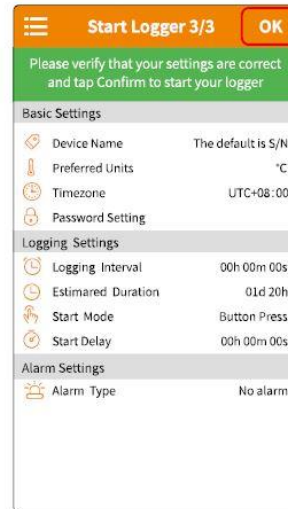 Start Logger 3/3 OK
Please verify that your settings are correct
and tap Confirm to start your logger
Basic Settings
Device Name The default is S/N
Preferred Units °C
Timezone UTC+08:00
Password Setting
Logging Settings
Logging Interval 00h 00m 00s
Estimared Duration 01d 20h
Start Mode Button Press
Start Delay 00h 00m 00s
Alarm Settings
Alarm Type No alarm